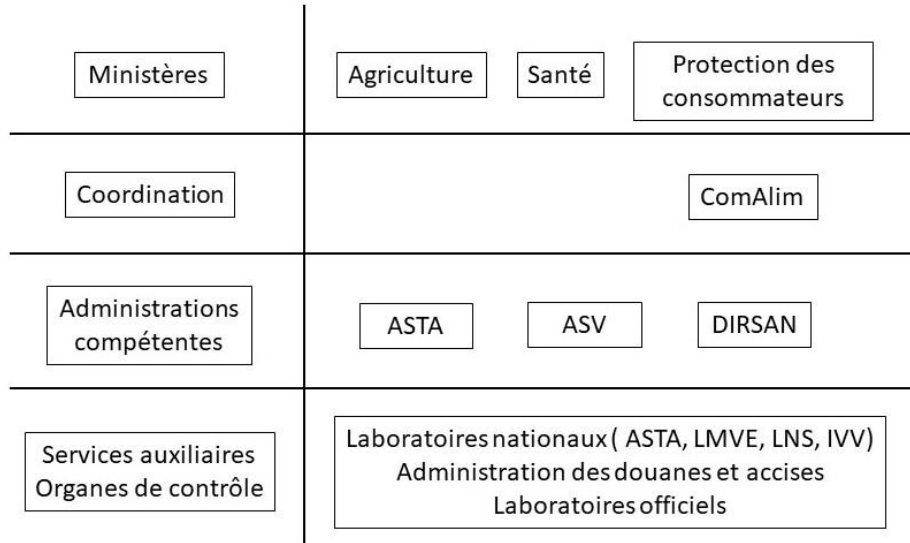 Ministères
Agriculture
Santé
Protection des
consommateurs
Coordination
ComAlim
Administrations
compétentes
ASTA
ASV
DIRSAN
Services auxiliaires
Organes de contrôle
Laboratoires nationaux ( ASTA, LMVE, LNS, IVV)
Administration des douanes et accises
Laboratoires officiels